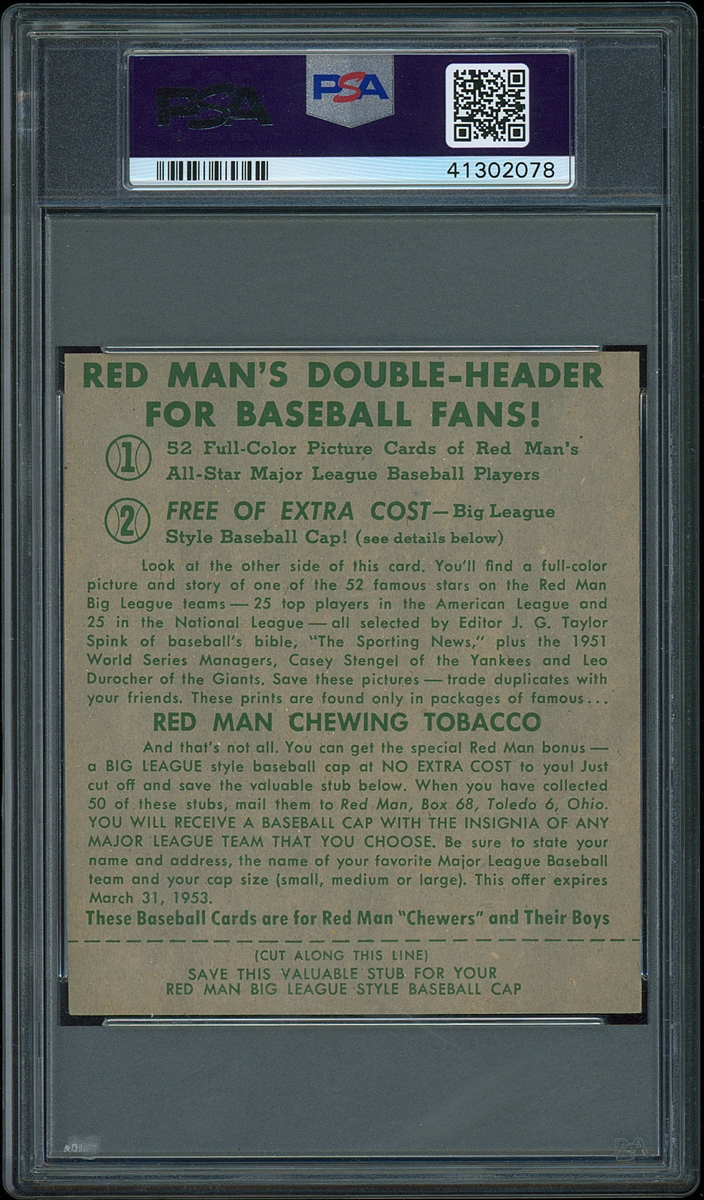 PSA
PSA
41302078
RED MAN'S DOUBLE-HEADER
FOR BASEBALL FANS!
1 52 Full-Color Picture Cards of Red Man's
All-Star Major League Baseball Players
2 FREE OF EXTRA COST—Big League
Style Baseball Cap! (see details below)
Look at the other side of this card. You'll find a full-color
picture and story of one of the 52 famous stars on the Red Man
Big League teams — 25 top players in the American League and
25 in the National League — all selected by Editor J. G. Taylor
Spink of baseball's bible, "The Sporting News," plus the 1951
World Series Managers, Casey Stengel of the Yankees and Leo
Durocher of the Giants. Save these pictures — trade duplicates with
your friends. These prints are found only in packages of famous...
RED MAN CHEWING TOBACCO
And that's not all. You can get the special Red Man bonus —
a BIG LEAGUE style baseball cap at NO EXTRA COST to you! Just
cut off and save the valuable stub below. When you have collected
50 of these stubs, mail them to Red Man, Box 68, Toledo 6, Ohio.
YOU WILL RECEIVE A BASEBALL CAP WITH THE INSIGNIA OF ANY
MAJOR LEAGUE TEAM THAT YOU CHOOSE. Be sure to state your
name and address, the name of your favorite Major League Baseball
team and your cap size (small, medium or large). This offer expires
March 31, 1953.
These Baseball Cards are for Red Man "Chewers" and Their Boys
(CUT ALONG THIS LINE)
SAVE THIS VALUABLE STUB FOR YOUR
RED MAN BIG LEAGUE STYLE BASEBALL CAP
PSA